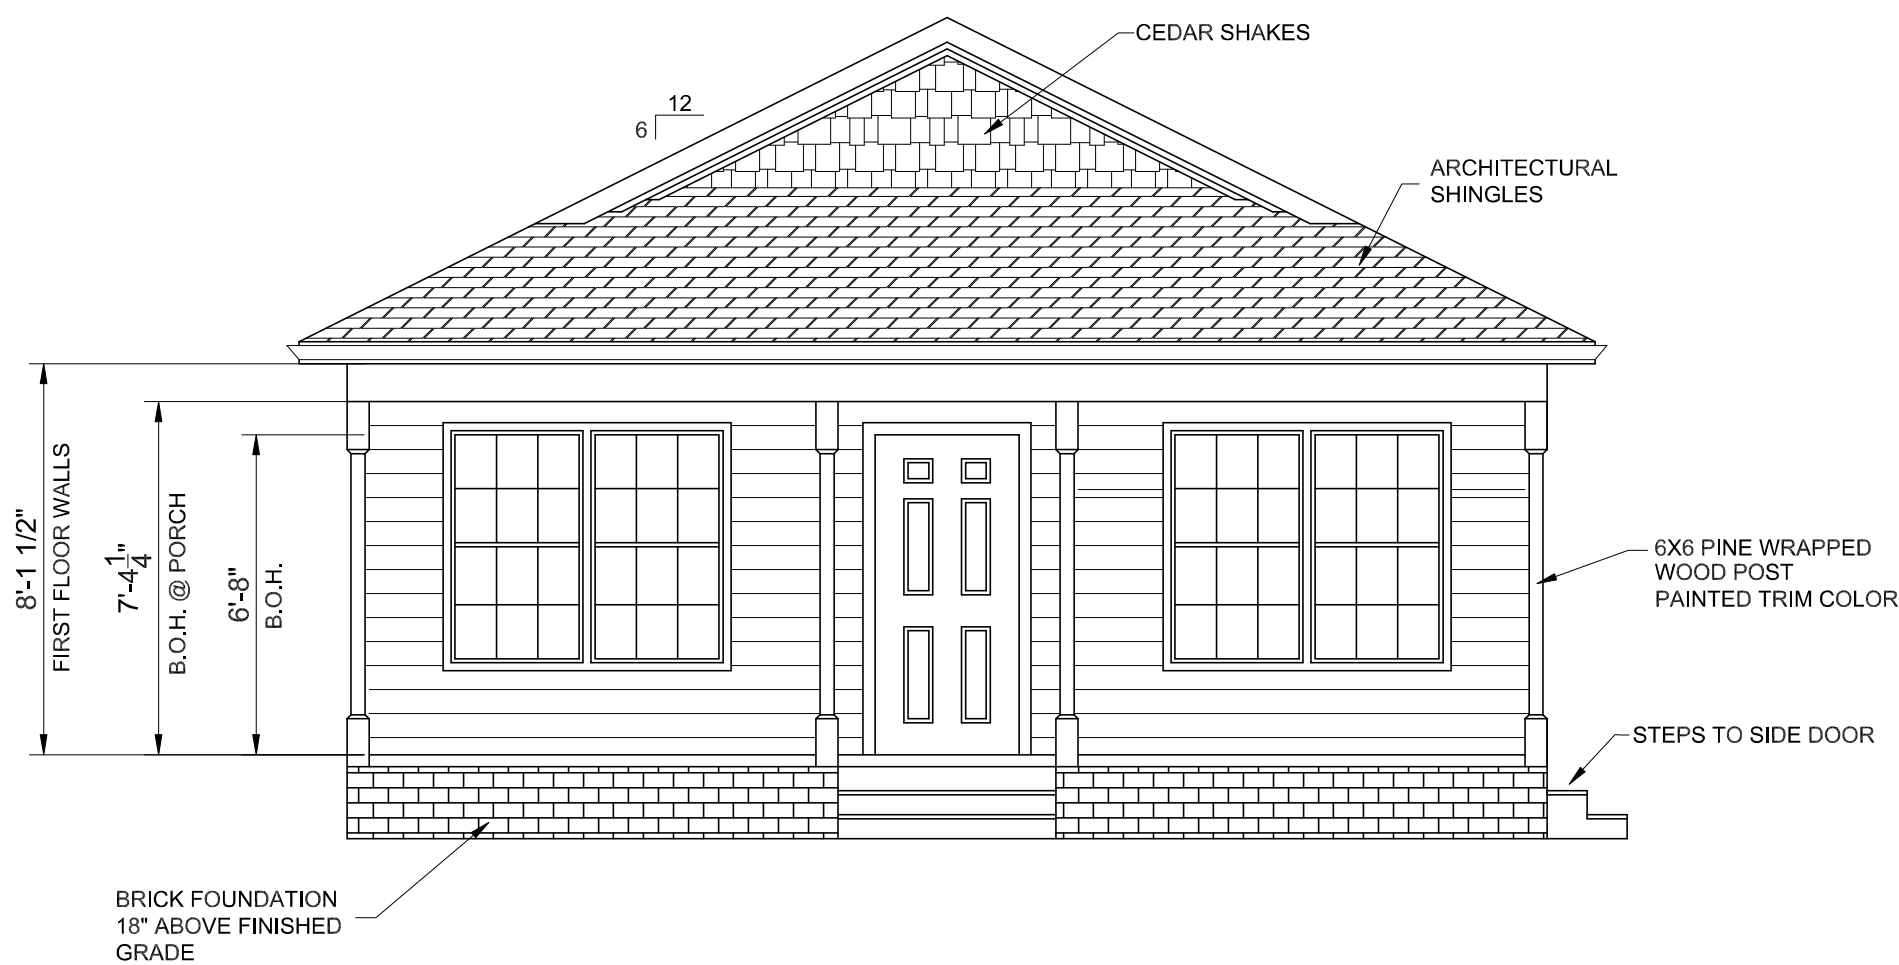 CEDAR SHAKES
12
6
ARCHITECTURAL
SHINGLES
8'-1 1/2"
FIRST FLOOR WALLS
7'-4 1/4"
B.O.H. @ PORCH
6'-8"
B.O.H.
6X6 PINE WRAPPED
WOOD POST
PAINTED TRIM COLOR
STEPS TO SIDE DOOR
BRICK FOUNDATION
18" ABOVE FINISHED
GRADE